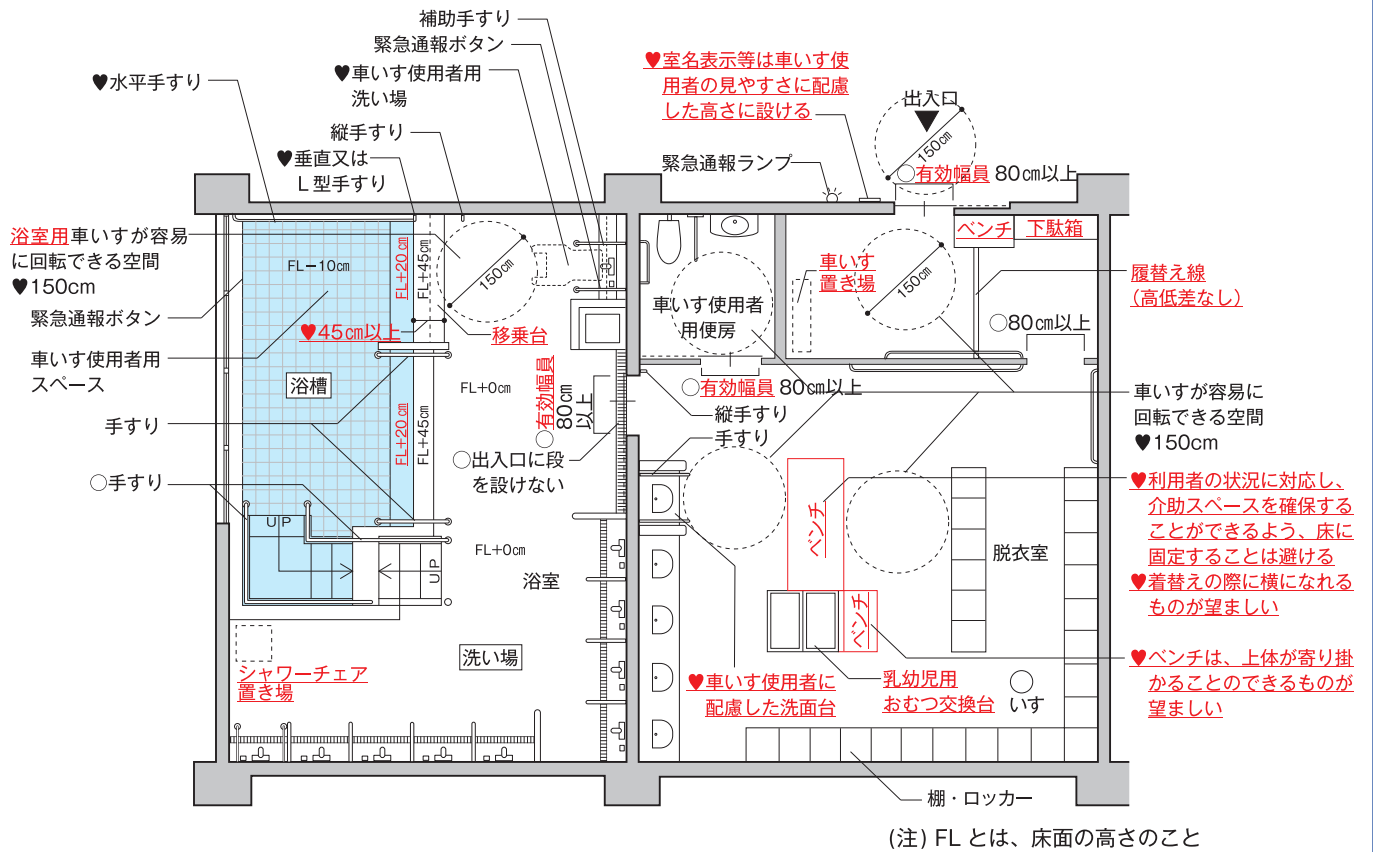 補助手すり
緊急通報ボタン
♥車いす使用者用
洗い場
♥水平手すり
縦手すり
♥垂直又は
L型手すり
♥室名表示等は車いす使
用者の見やすさに配慮
した高さに設ける
緊急通報ランプ
出入口
150㎝
○有効幅員 80㎝以上
浴室用車いすが容易
に回転できる空間
♥150cm
緊急通報ボタン
車いす使用者用
スペース
手すり
○手すり
FL−10㎝
FL+20㎝
FL+45㎝
150㎝
♥45㎝以上
移乗台
浴槽
FL+0㎝
FL+20㎝
FL+45㎝
○有効幅員
80㎝
以上
○出入口に段
を設けない
UP
UP
FL+0㎝
浴室
洗い場
シャワーチェア
置き場
車いす使用者
用便房
○有効幅員 80㎝以上
縦手すり
手すり
車いす
置き場
150㎝
ベンチ
下駄箱
○80㎝以上
履替え線
(高低差なし)
車いすが容易に
回転できる空間
♥150cm
♥利用者の状況に対応し、
介助スペースを確保する
ことができるよう、床に
固定することは避ける
♥着替えの際に横になれる
ものが望ましい
♥ベンチは、上体が寄り掛
かることのできるものが
望ましい
ベンチ
ベンチ
脱衣室
♥車いす使用者に
配慮した洗面台
乳幼児用
おむつ交換台
いす
棚・ロッカー
(注) FLとは、床面の高さのこと